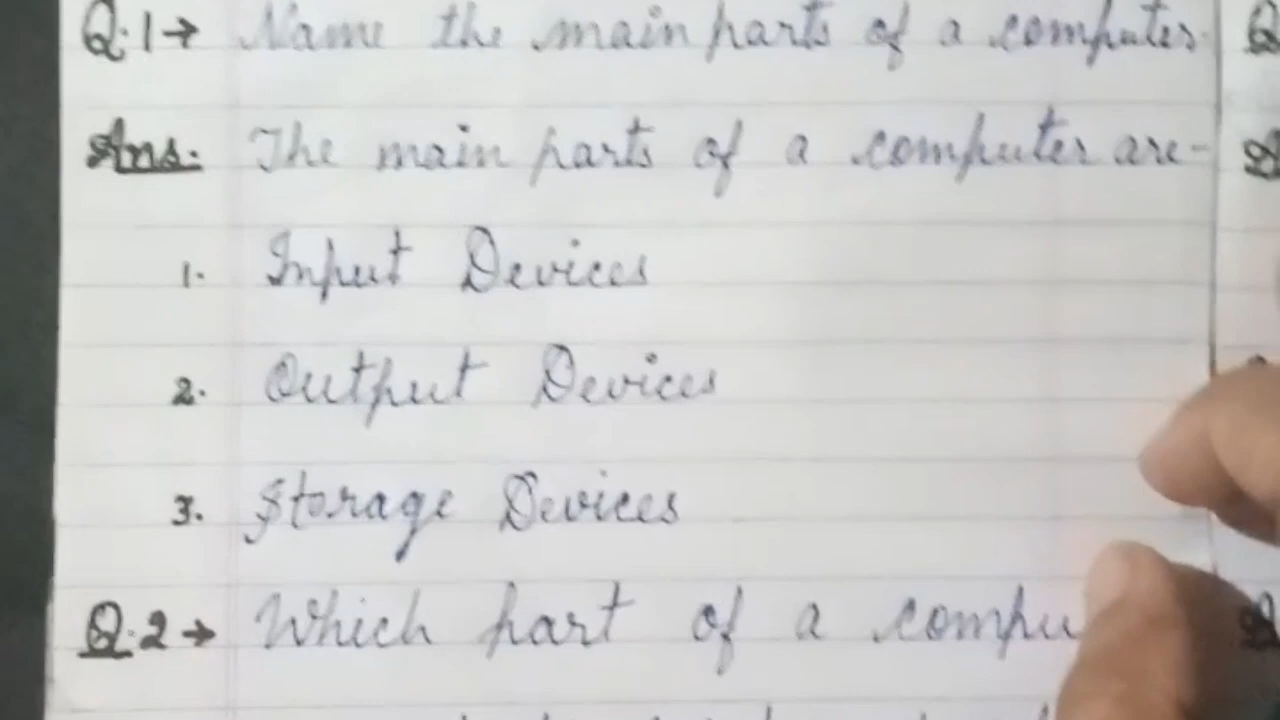 Q.1→ Name the main parts of a computer.
Ans. The main parts of a computer are-
1. Input Devices
2. Output Devices
3. Storage Devices
Q.2→ Which part of a compu